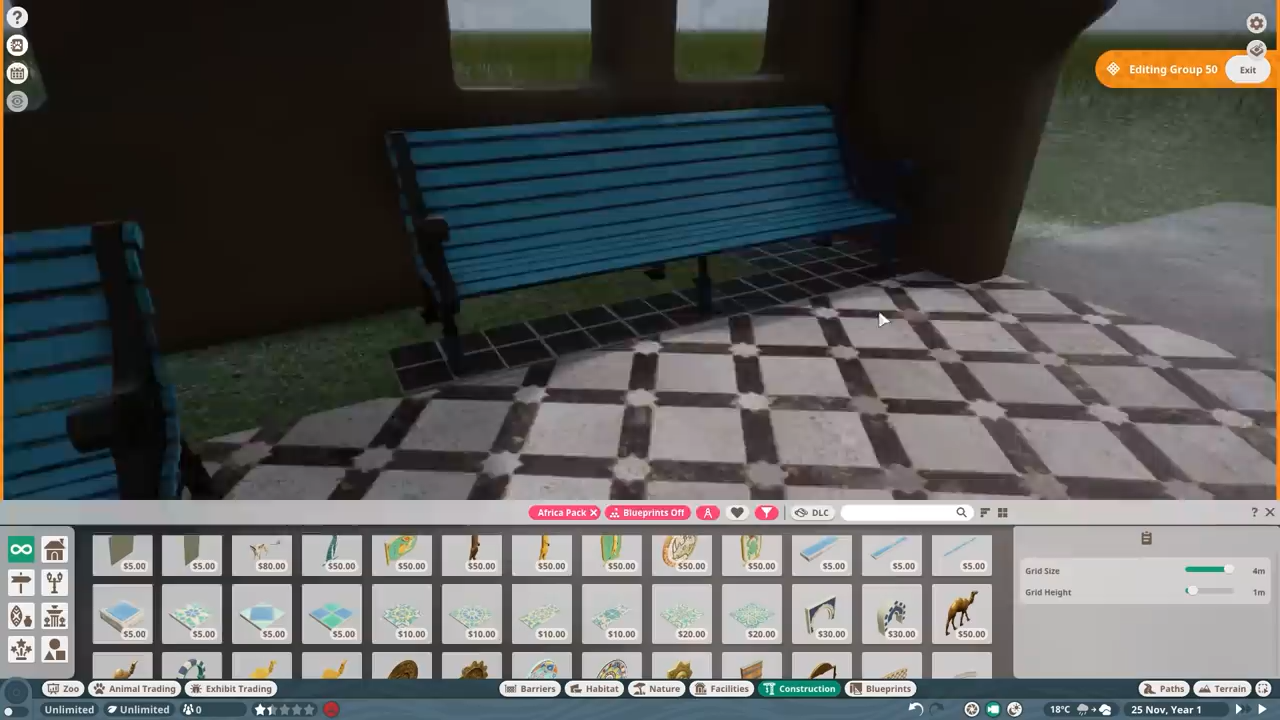 ?
Editing Group 50 Exit
Africa Pack × Blueprints Off DLC ? ×
$5.00 $5.00 $80.00 $50.00 $50.00 $50.00 $50.00 $50.00 $50.00 $50.00 $5.00 $5.00 $5.00
Grid Size 4m
Grid Height 1m
$5.00 $5.00 $5.00 $5.00 $10.00 $10.00 $10.00 $10.00 $20.00 $20.00 $30.00 $30.00 $50.00
Zoo Animal Trading Exhibit Trading Barriers Habitat Nature Facilities Construction Blueprints Paths Terrain
Unlimited Unlimited 0 18°C 25 Nov, Year 1